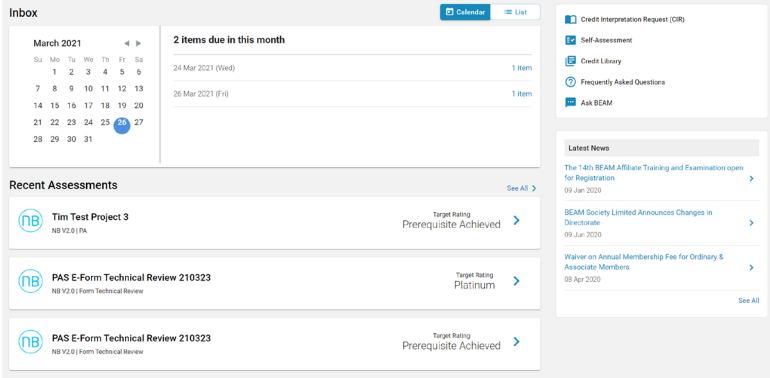 Inbox
Calendar
List
March 2021
Su Mo Tu We Th Fr Sa
1 2 3 4 5 6
7 8 9 10 11 12 13
14 15 16 17 18 19 20
21 22 23 24 25 26 27
28 29 30 31
2 items due in this month
24 Mar 2021 (Wed) 1 item
26 Mar 2021 (Fri) 1 item
Recent Assessments
See All
NB
Tim Test Project 3
NB V2.0 | PA
Target Rating
Prerequisite Achieved
NB
PAS E-Form Technical Review 210323
NB V2.0 | Form Technical Review
Target Rating
Platinum
NB
PAS E-Form Technical Review 210323
NB V2.0 | Form Technical Review
Target Rating
Prerequisite Achieved
Credit Interpretation Request (CIR)
Self-Assessment
Credit Library
Frequently Asked Questions
Ask BEAM
Latest News
The 14th BEAM Affiliate Training and Examination open
for Registration
09 Jan 2020
BEAM Society Limited Announces Changes in
Directorate
09 Jun 2020
Waiver on Annual Membership Fee for Ordinary &
Associate Members
08 Apr 2020
See All